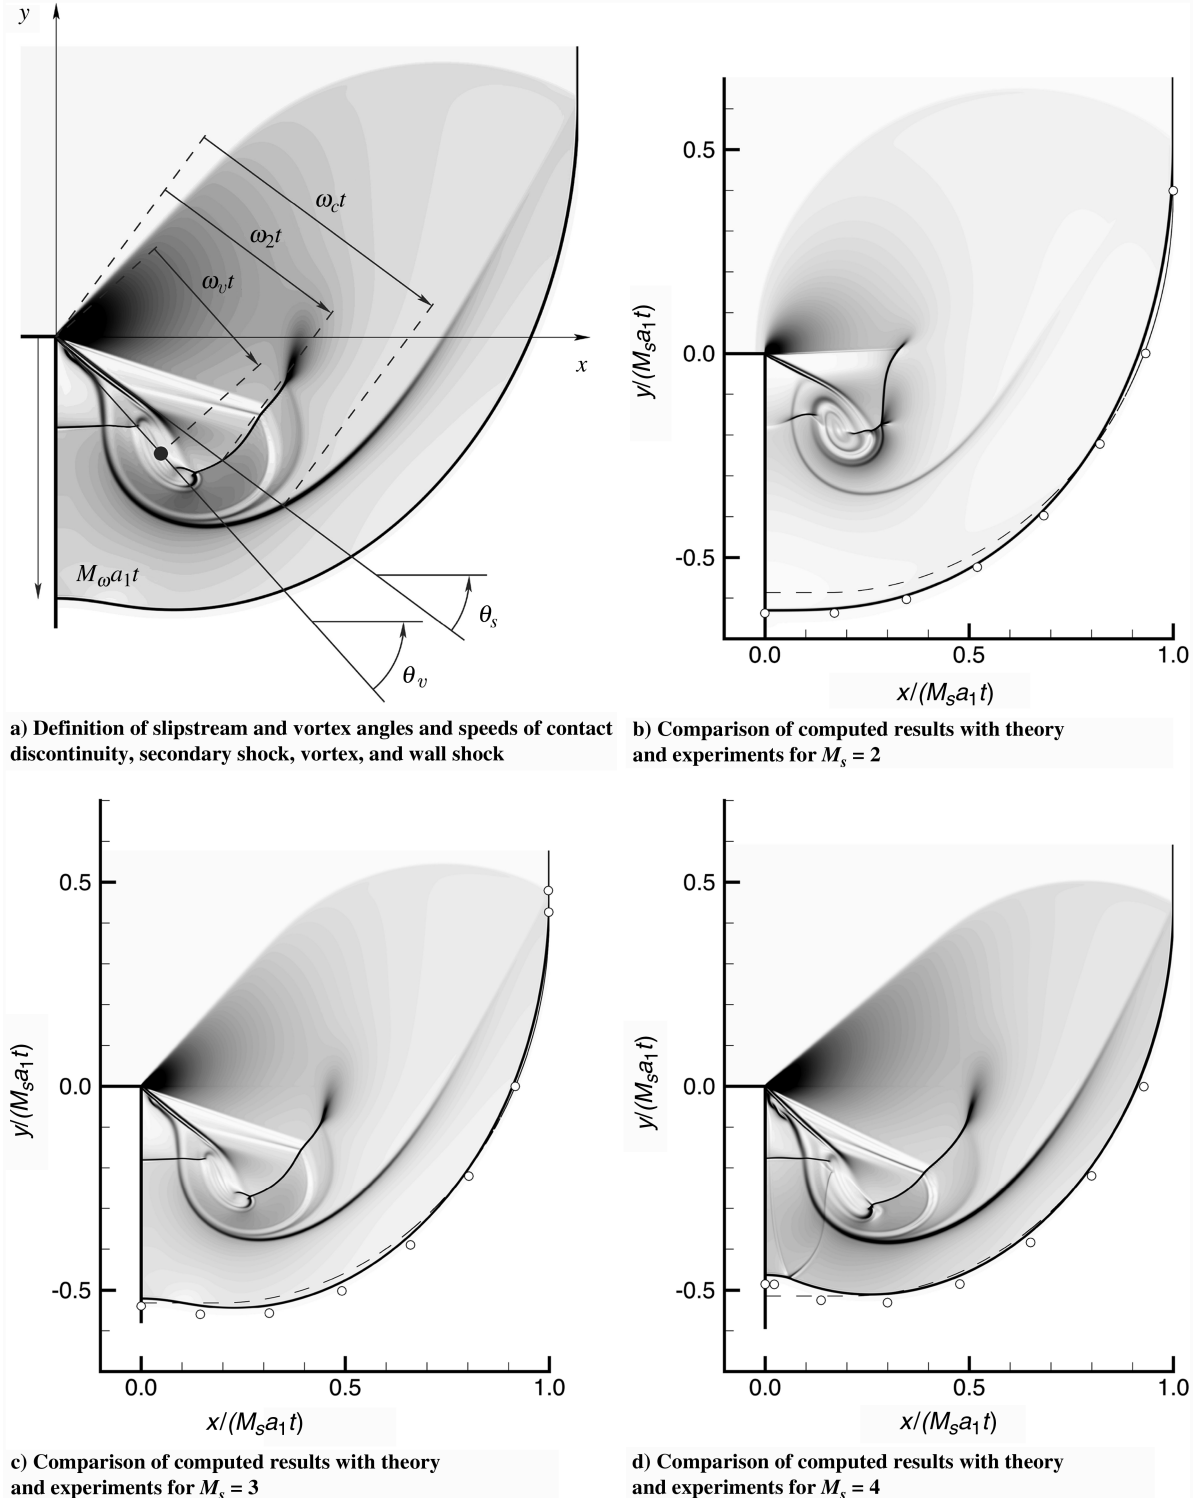 y
ω_c t
ω_2 t
ω_v t
x
M_ω a_1 t
θ_s
θ_v
a) Definition of slipstream and vortex angles and speeds of contact
discontinuity, secondary shock, vortex, and wall shock
0.5
0.0
-0.5
y/(M_s a_1 t)
0.0 0.5 1.0
x/(M_s a_1 t)
b) Comparison of computed results with theory
and experiments for M_s = 2
0.5
0.0
-0.5
y/(M_s a_1 t)
0.0 0.5 1.0
x/(M_s a_1 t)
c) Comparison of computed results with theory
and experiments for M_s = 3
0.5
0.0
-0.5
y/(M_s a_1 t)
0.0 0.5 1.0
x/(M_s a_1 t)
d) Comparison of computed results with theory
and experiments for M_s = 4